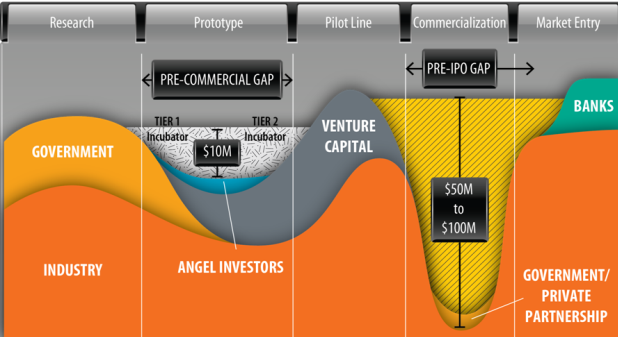 Research
Prototype
Pilot Line
Commercialization
Market Entry
PRE-COMMERCIAL GAP
PRE-IPO GAP
TIER 1
Incubator
TIER 2
Incubator
$10M
GOVERNMENT
VENTURE
CAPITAL
BANKS
$50M
to
$100M
INDUSTRY
ANGEL INVESTORS
GOVERNMENT/
PRIVATE
PARTNERSHIP